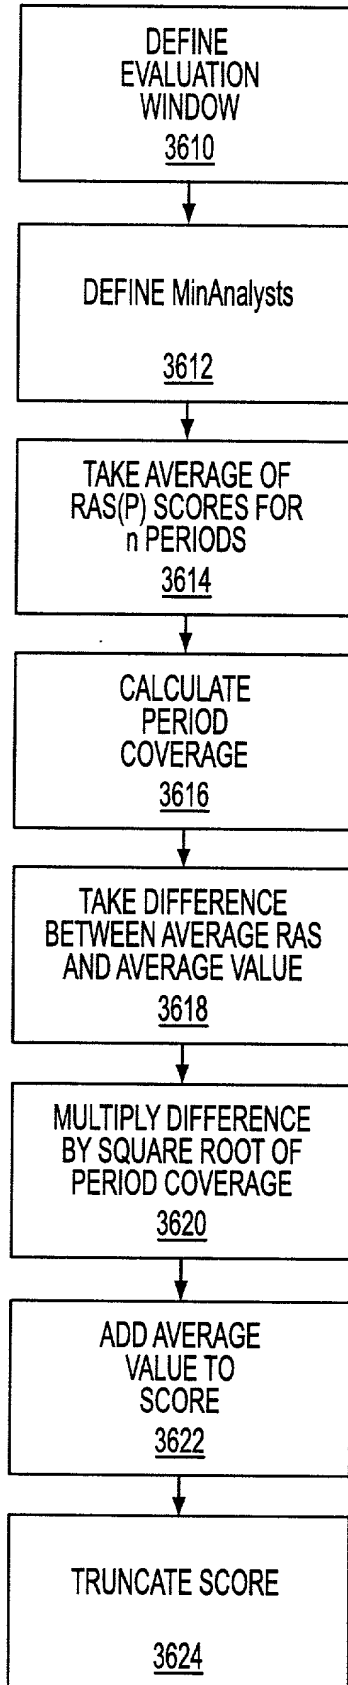 DEFINE
EVALUATION
WINDOW
3610
DEFINE MinAnalysts
3612
TAKE AVERAGE OF
RAS(P) SCORES FOR
n PERIODS
3614
CALCULATE
PERIOD
COVERAGE
3616
TAKE DIFFERENCE
BETWEEN AVERAGE RAS
AND AVERAGE VALUE
3618
MULTIPLY DIFFERENCE
BY SQUARE ROOT OF
PERIOD COVERAGE
3620
ADD AVERAGE
VALUE TO
SCORE
3622
TRUNCATE SCORE
3624